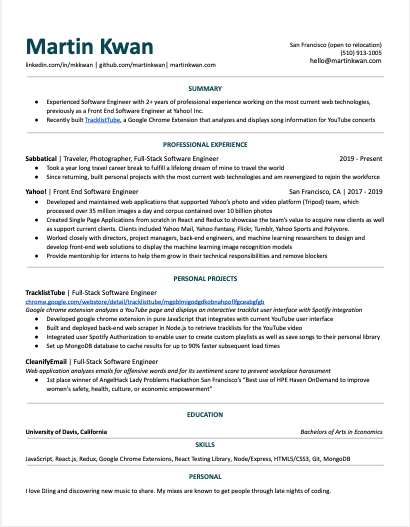 Martin Kwan
San Francisco (open to relocation)
(510) 913-1005
linkedin.com/in/mkkwan | github.com/martinkwan| martinkwan.com
hello@martinkwan.com
SUMMARY
● Experienced Software Engineer with 2+ years of professional experience working on the most current web technologies,
previously as a Front End Software Engineer at Yahoo! Inc.
● Recently built TracklistTube, a Google Chrome Extension that analyzes and displays song information for YouTube concerts
PROFESSIONAL EXPERIENCE
Sabbatical | Traveler, Photographer, Full-Stack Software Engineer 2019 - Present
● Took a year long travel career break to fulfill a lifelong dream of mine to travel the world
● Since returning, built personal projects with the most current web technologies and am reenergized to rejoin the workforce
Yahoo! | Front End Software Engineer San Francisco, CA | 2017 - 2019
● Developed and maintained web applications that supported Yahoo's photo and video platform (Tripod) team, which
processed over 35 million images a day and corpus contained over 10 billion photos
● Created Single Page Applications from scratch in React and Redux to showcase the team's value to acquire new clients as well
as support current clients. Clients included Yahoo Mail, Yahoo Fantasy, Flickr, Tumblr, Yahoo Sports and Polyvore.
● Worked closely with directors, project managers, back-end engineers, and machine learning researchers to design and
develop front-end web solutions to display the machine learning image recognition models
● Provide mentorship for interns to help them grow in their technical responsibilities and remove blockers
PERSONAL PROJECTS
TracklistTube | Full-Stack Software Engineer
Google chrome extension analyzes a YouTube page and displays an interactive tracklist user interface with Spotify integration
● Developed google chrome extension in pure JavaScript that integrates with current YouTube user interface
● Built and deployed back-end web scraper in Node.js to retrieve tracklists for the YouTube video
● Integrated user Spotify Authorization to enable user to create custom playlists as well as save songs to their personal library
● Set up MongoDB database to cache results for up to 90% faster subsequent load times
CleanifyEmail | Full-Stack Software Engineer
Web application analyzes emails for offensive words and for its sentiment score to prevent workplace harassment
● 1st place winner of AngelHack Lady Problems Hackathon San Francisco's "Best use of HPE Haven OnDemand to improve
women's safety, health, culture, or economic empowerment"
EDUCATION
University of Davis, California Bachelors of Arts in Economics
SKILLS
JavaScript, React.js, Redux, Google Chrome Extensions, React Testing Library, Node/Express, HTML5/CSS3, Git, MongoDB
PERSONAL
I love DJing and discovering new music to share. My mixes are known to get people through late nights of coding.